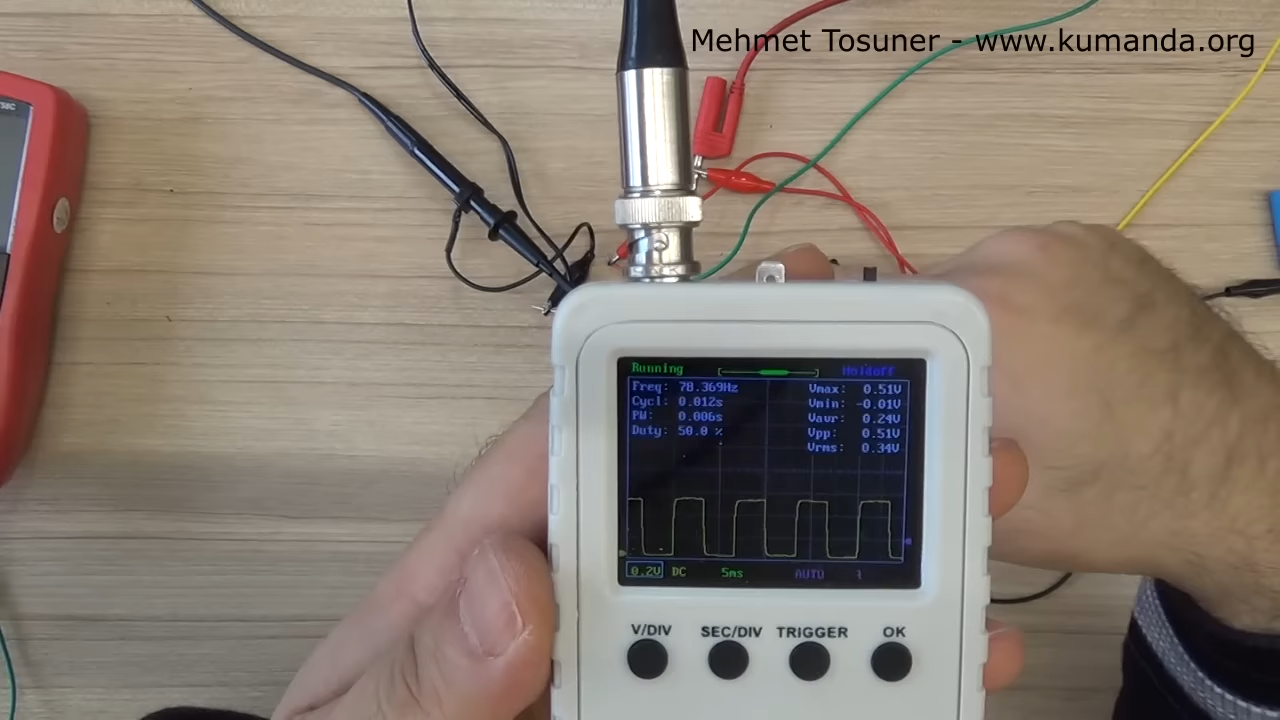 Mehmet Tosuner - www.kumanda.org
Running Holdoff
Freq: 78.369Hz Vmax: 0.51V
Cycl: 0.012s Vmin: -0.01V
PW: 0.006s Vavr: 0.24V
Duty: 50.0 % Vpp: 0.51V
Vrms: 0.34V
0.2V DC 5ms AUTO
V/DIV SEC/DIV TRIGGER OK